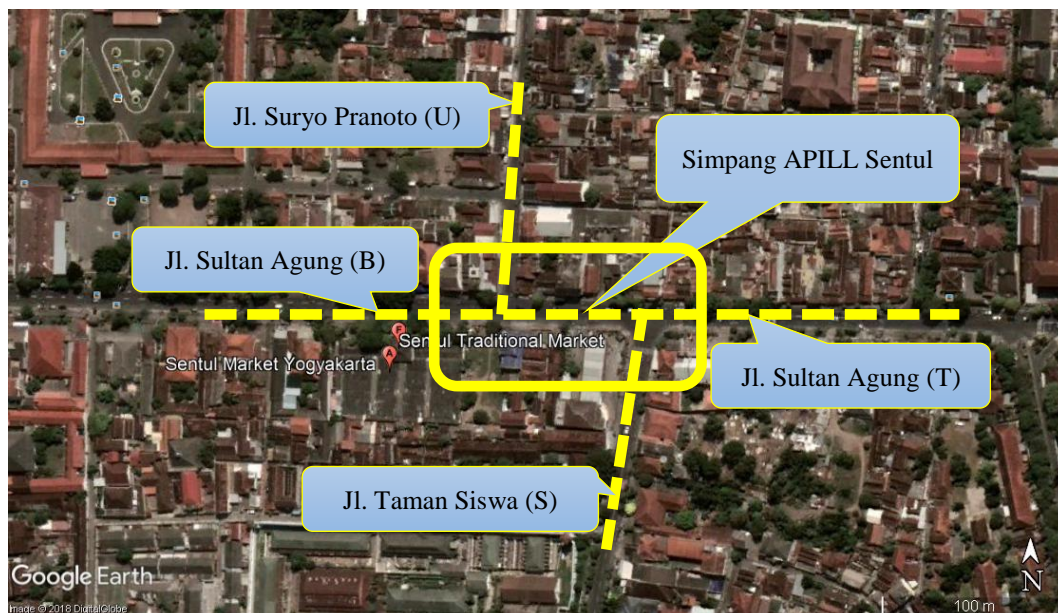 Jl. Suryo Pranoto (U)
Simpang APILL Sentul
Jl. Sultan Agung (B)
Sentul Traditional Market
Sentul Market Yogyakarta
F
A
Jl. Sultan Agung (T)
Jl. Taman Siswa (S)
Google Earth
Image © 2018 DigitalGlobe
N
100 m